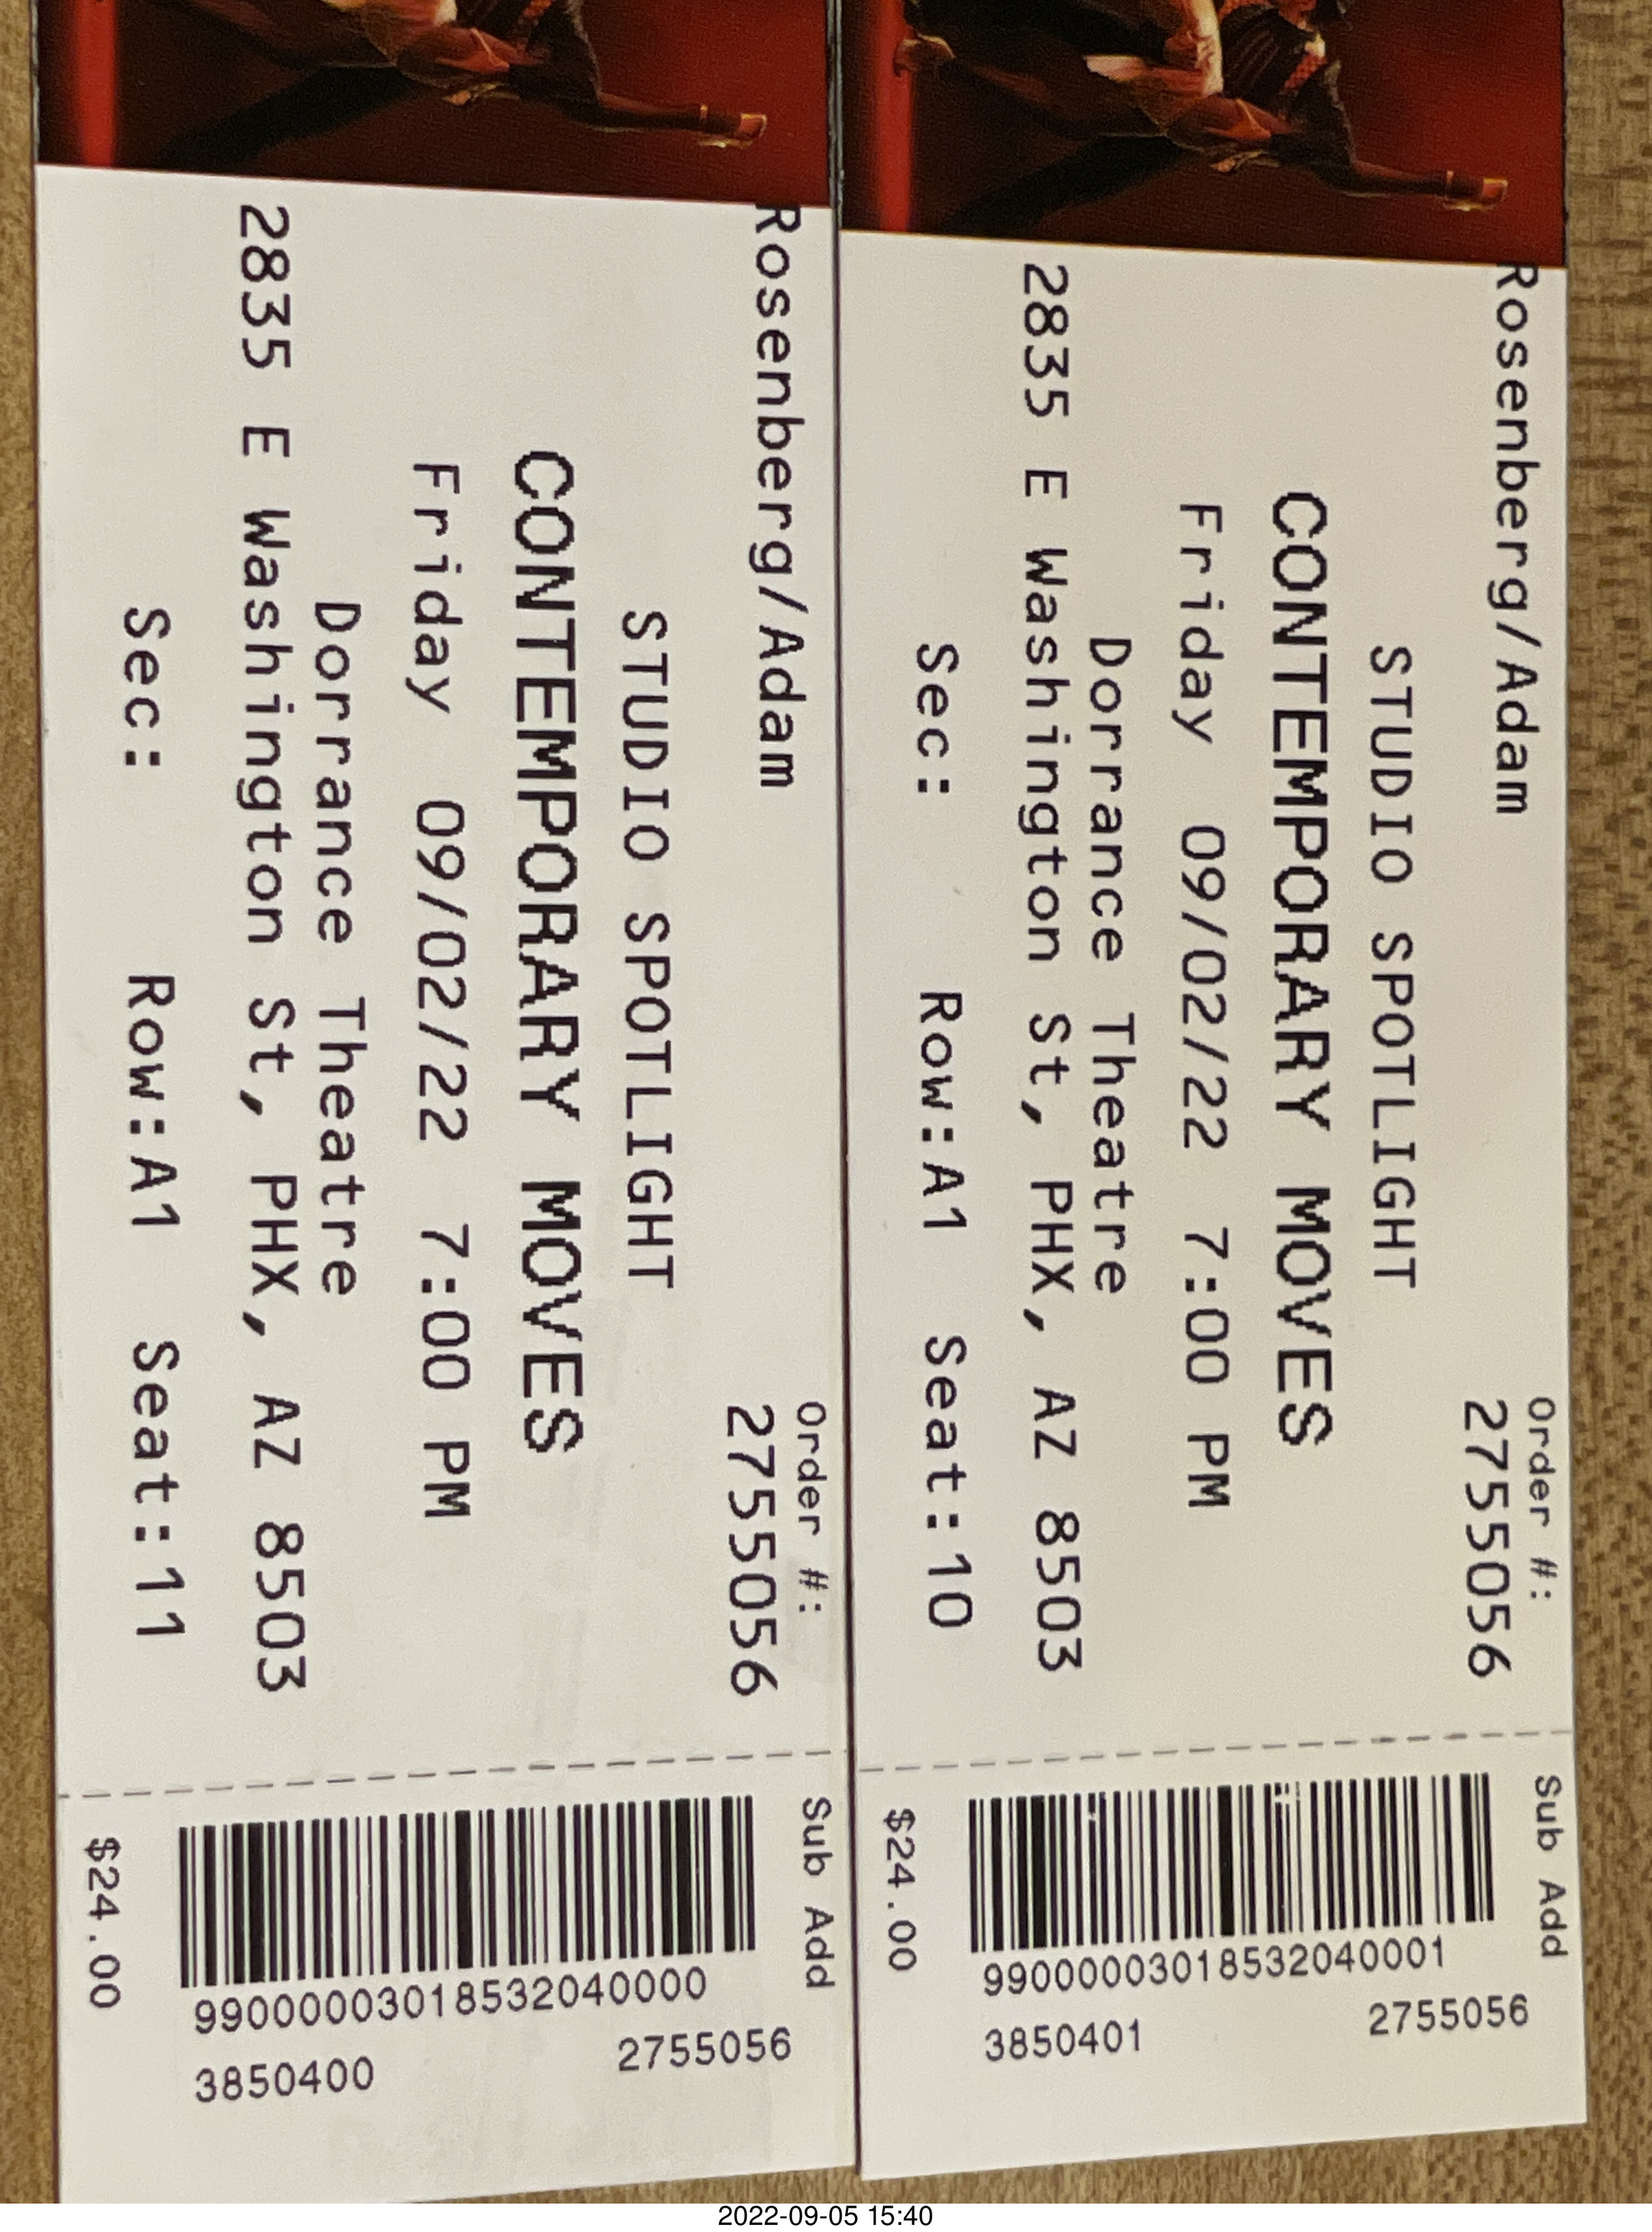 Rosenberg/Adam
Order #:
2755056
STUDIO SPOTLIGHT
CONTEMPORARY MOVES
Friday 09/02/22 7:00 PM
Dorrance Theatre
2835 E Washington St, PHX, AZ 8503
Sec: Row:A1 Seat:10
Sub Add
$24.00
990000003018532040001
3850401 2755056
Rosenberg/Adam
Order #:
2755056
STUDIO SPOTLIGHT
CONTEMPORARY MOVES
Friday 09/02/22 7:00 PM
Dorrance Theatre
2835 E Washington St, PHX, AZ 8503
Sec: Row:A1 Seat:11
Sub Add
$24.00
990000003018532040000
3850400 2755056
2022-09-05 15:40